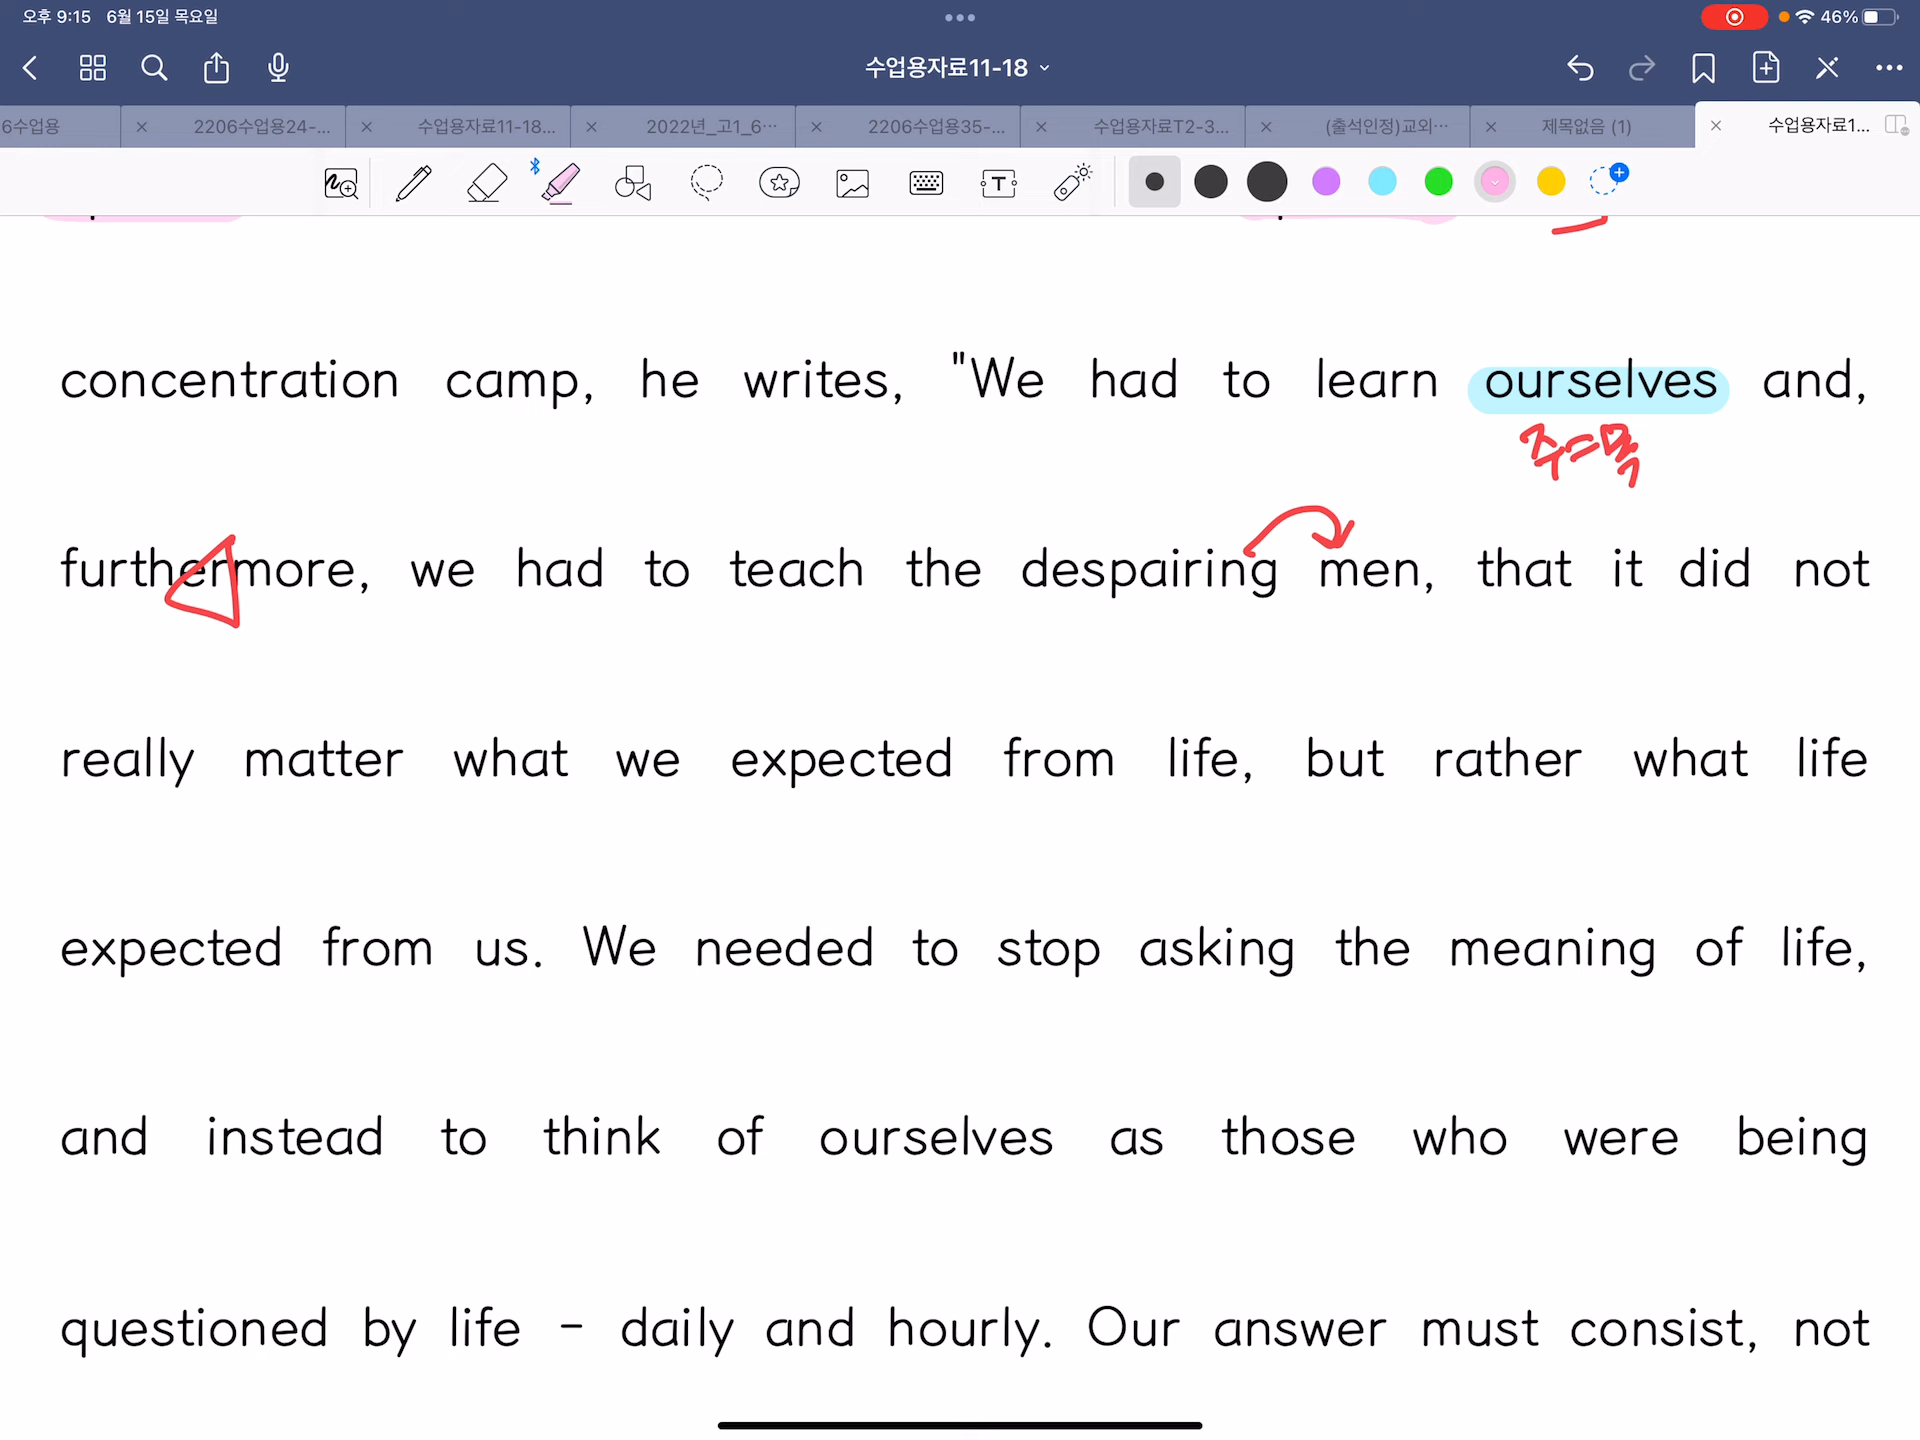 오후 9:15 6월 15일 목요일
46%
수업용자료11-18
6수업용
2206수업용24-...
수업용자료11-18...
2022년_고1_6...
2206수업용35-...
수업용자료T2-3...
(출석인정)교외...
제목없음 (1)
수업용자료1...
concentration camp, he writes, "We had to learn ourselves and,
주=목
furthermore, we had to teach the despairing men, that it did not
really matter what we expected from life, but rather what life
expected from us. We needed to stop asking the meaning of life,
and instead to think of ourselves as those who were being
questioned by life - daily and hourly. Our answer must consist, not